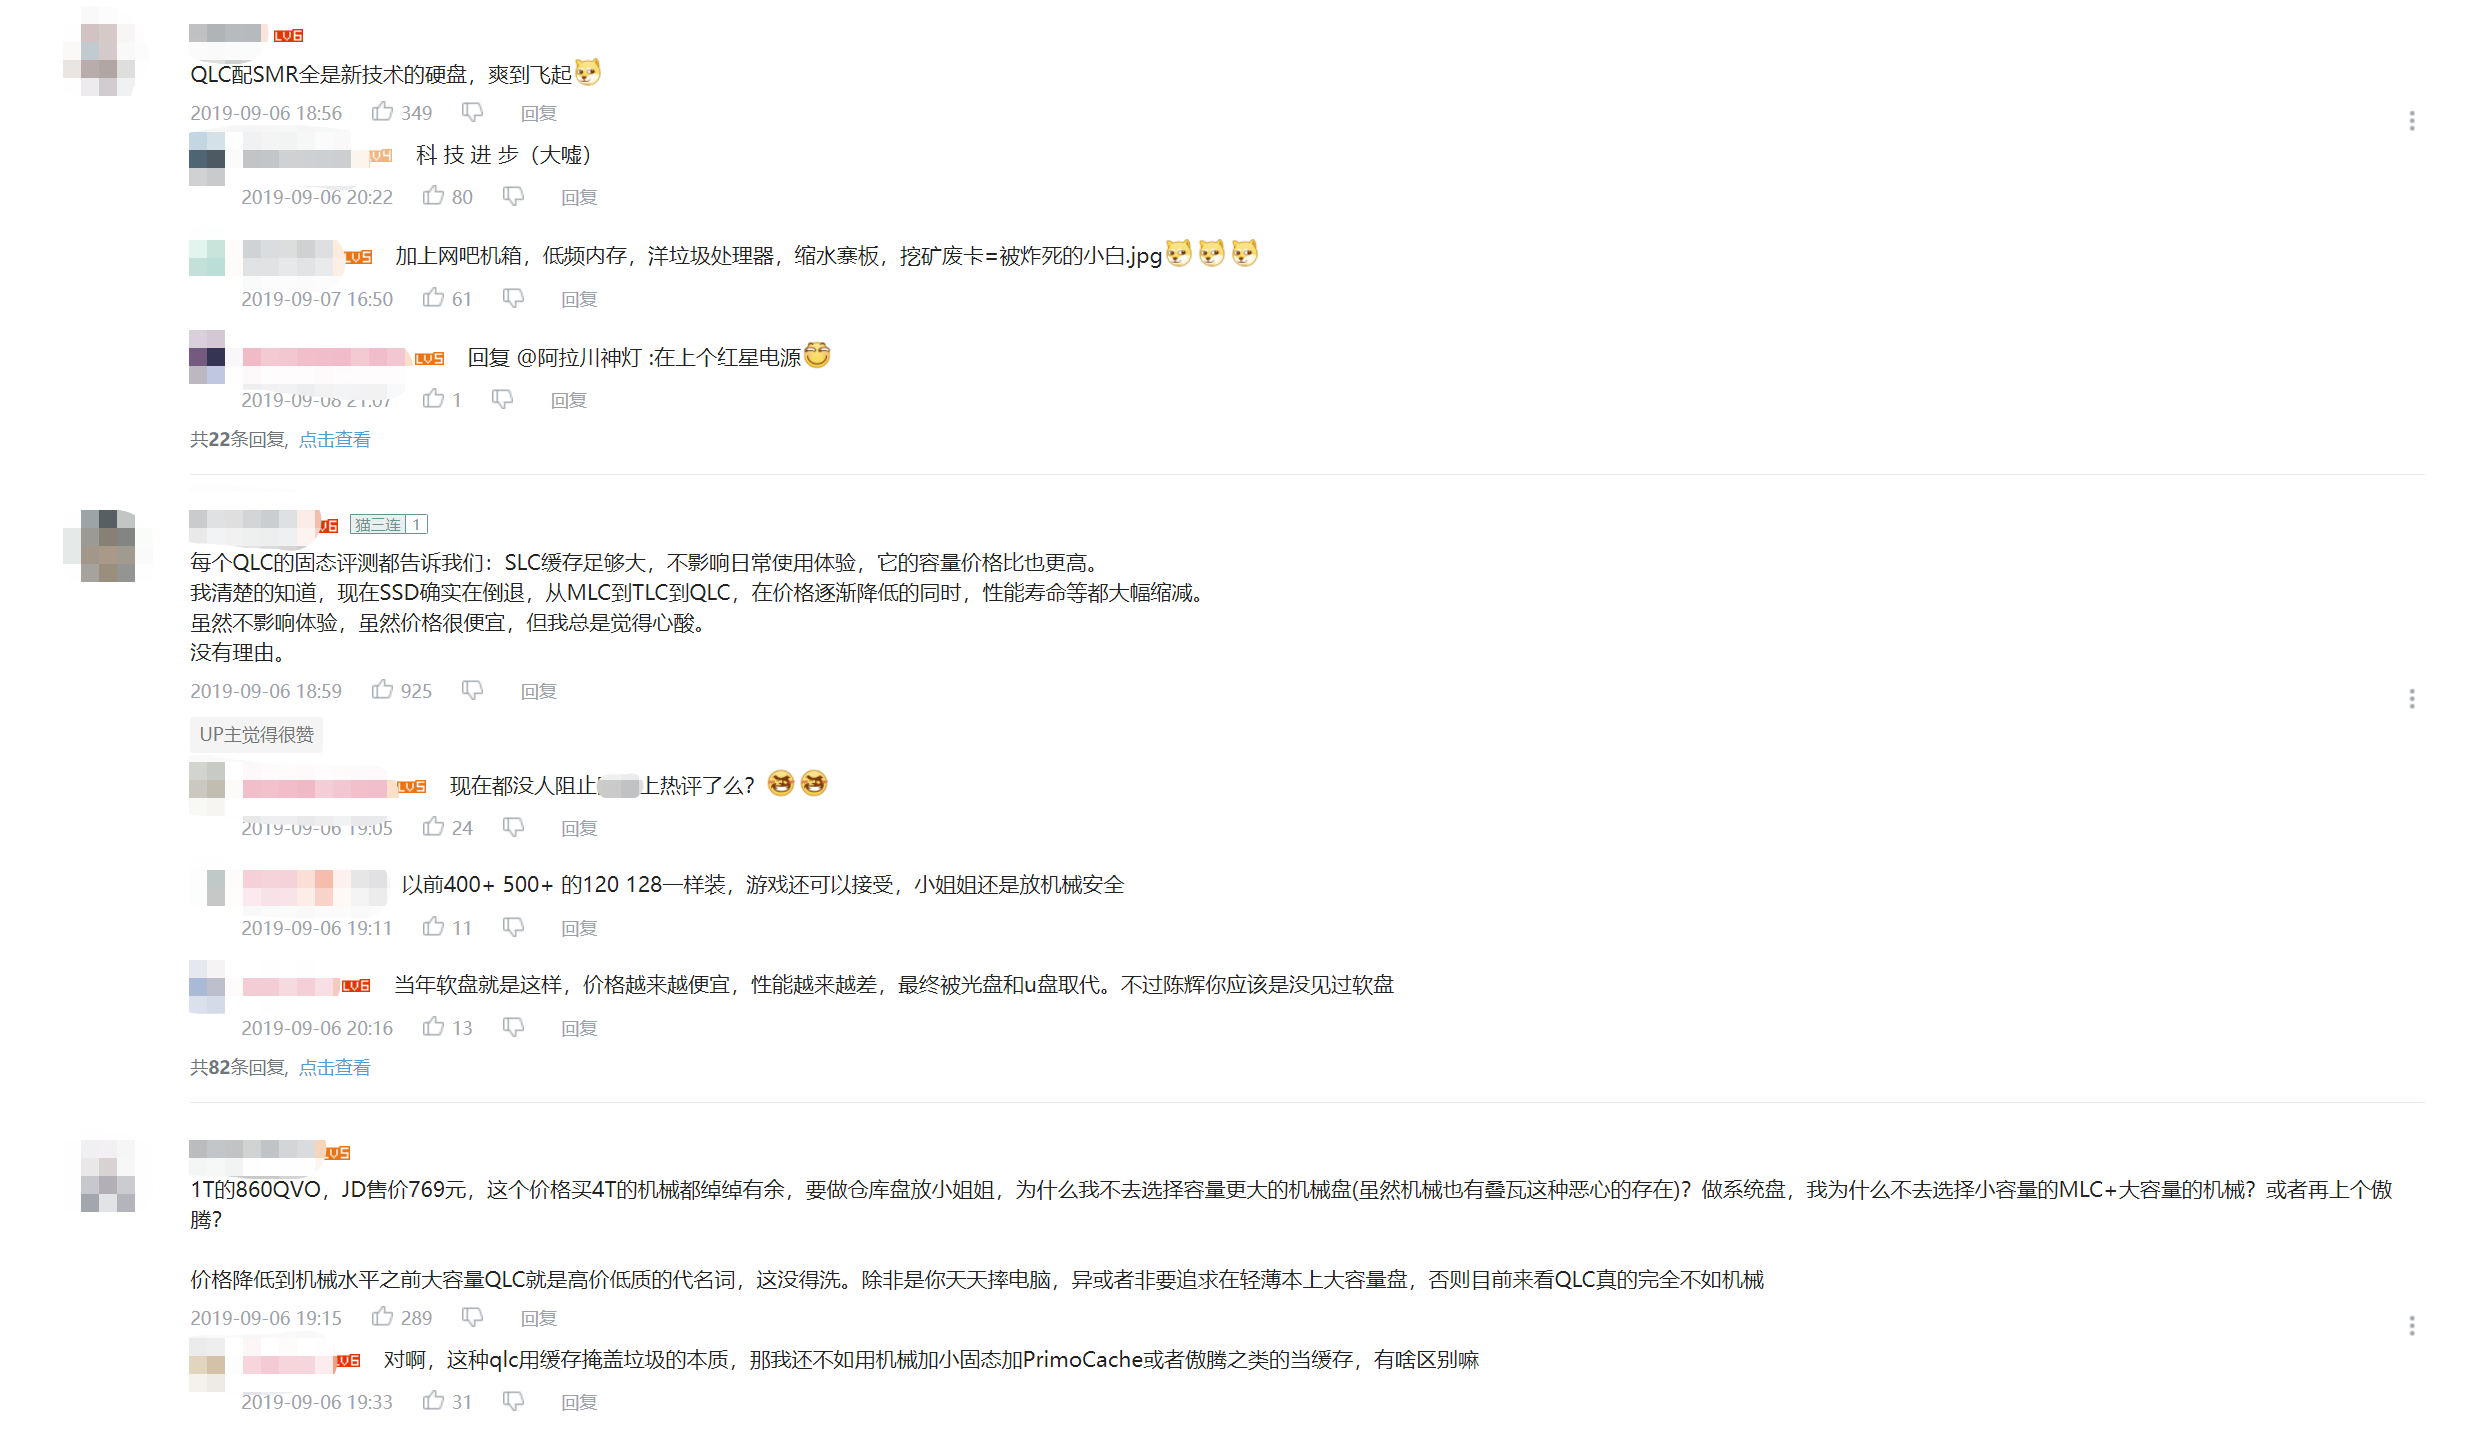 LV6
QLC配SMR全是新技术的硬盘，爽到飞起
2019-09-06 18:56 349 回复
LV4 科 技 进 步（大嘘）
2019-09-06 20:22 80 回复
LV5 加上网吧机箱，低频内存，洋垃圾处理器，缩水寨板，挖矿废卡=被炸死的小白.jpg
2019-09-07 16:50 61 回复
LV5 回复 @阿拉川神灯 :在上个红星电源
2019-09-08 21:07 1 回复
共22条回复, 点击查看
猫三连 1
每个QLC的固态评测都告诉我们：SLC缓存足够大，不影响日常使用体验，它的容量价格比也更高。
我清楚的知道，现在SSD确实在倒退，从MLC到TLC到QLC，在价格逐渐降低的同时，性能寿命等都大幅缩减。
虽然不影响体验，虽然价格很便宜，但我总是觉得心酸。
没有理由。
2019-09-06 18:59 925 回复
UP主觉得很赞
LV5 现在都没人阻止 上热评了么？
2019-09-06 19:05 24 回复
以前400+ 500+ 的120 128一样装，游戏还可以接受，小姐姐还是放机械安全
2019-09-06 19:11 11 回复
LV6 当年软盘就是这样，价格越来越便宜，性能越来越差，最终被光盘和u盘取代。不过陈辉你应该是没见过软盘
2019-09-06 20:16 13 回复
共82条回复, 点击查看
LV5
1T的860QVO，JD售价769元，这个价格买4T的机械都绰绰有余，要做仓库盘放小姐姐，为什么我不去选择容量更大的机械盘(虽然机械也有叠瓦这种恶心的存在)？做系统盘，我为什么不去选择小容量的MLC+大容量的机械？或者再上个傲
腾？
价格降低到机械水平之前大容量QLC就是高价低质的代名词，这没得洗。除非是你天天摔电脑，异或者非要追求在轻薄本上大容量盘，否则目前来看QLC真的完全不如机械
2019-09-06 19:15 289 回复
LV6 对啊，这种qlc用缓存掩盖垃圾的本质，那我还不如用机械加小固态加PrimoCache或者傲腾之类的当缓存，有啥区别嘛
2019-09-06 19:33 31 回复